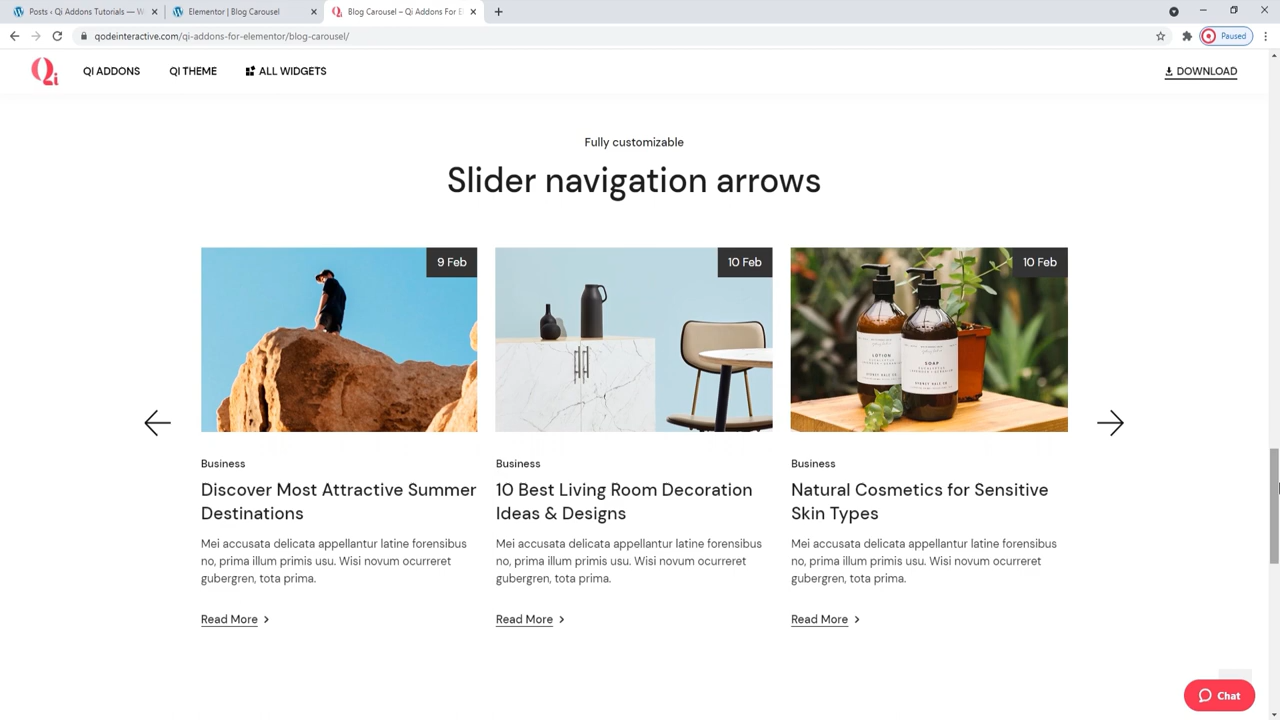 Posts ‹ Qi Addons Tutorials — W
Elementor | Blog Carousel
Blog Carousel – Qi Addons For E
qodeinteractive.com/qi-addons-for-elementor/blog-carousel/
Paused
Qi
QI ADDONS
QI THEME
ALL WIDGETS
DOWNLOAD
Fully customizable
Slider navigation arrows
9 Feb
10 Feb
10 Feb
LOTION
SOAP
Business
Discover Most Attractive Summer
Destinations
Mei accusata delicata appellantur latine forensibus
no, prima illum primis usu. Wisi novum ocurreret
gubergren, tota prima.
Read More
Business
10 Best Living Room Decoration
Ideas & Designs
Mei accusata delicata appellantur latine forensibus
no, prima illum primis usu. Wisi novum ocurreret
gubergren, tota prima.
Read More
Business
Natural Cosmetics for Sensitive
Skin Types
Mei accusata delicata appellantur latine forensibus
no, prima illum primis usu. Wisi novum ocurreret
gubergren, tota prima.
Read More
Chat